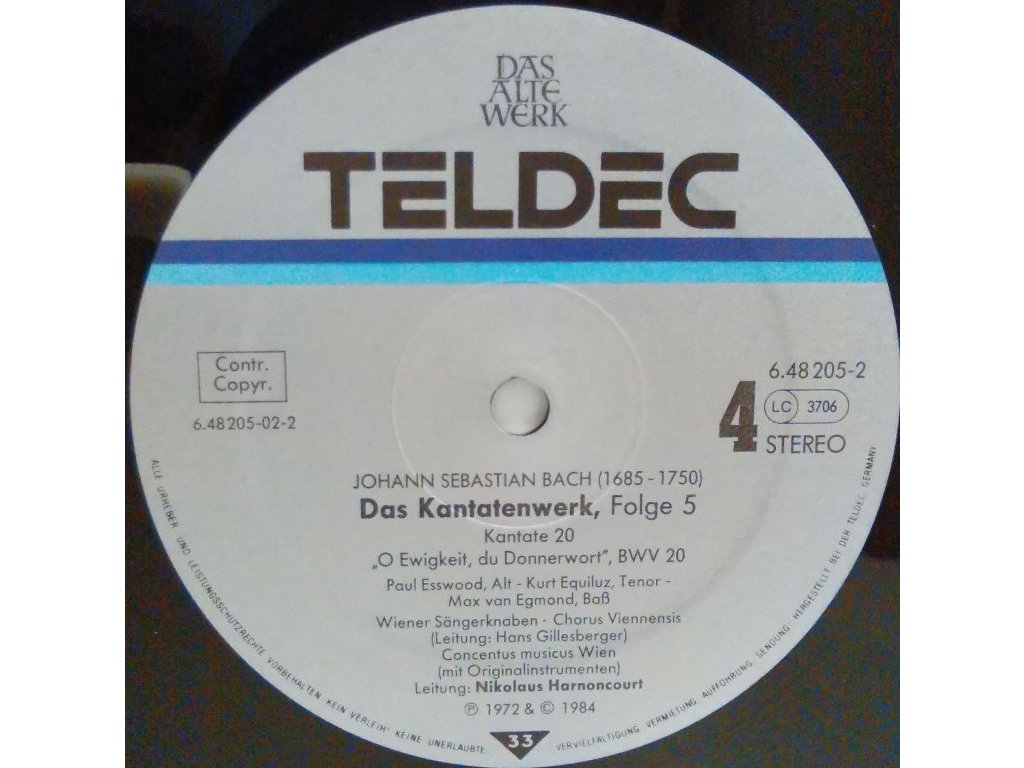 DAS
ALTE
WERK
TELDEC
Contr.
Copyr.
6.48205-02-2
6.48 205-2
4
LC 3706
STEREO
JOHANN SEBASTIAN BACH (1685-1750)
Das Kantatenwerk, Folge 5
Kantate 20
„O Ewigkeit, du Donnerwort”, BWV 20
Paul Esswood, Alt - Kurt Equiluz, Tenor -
Max van Egmond, Baß
Wiener Sängerknaben · Chorus Viennensis
(Leitung: Hans Gillesberger)
Concentus musicus Wien
(mit Originalinstrumenten)
Leitung: Nikolaus Harnoncourt
℗ 1972 & © 1984
ALLE URHEBER UND LEISTUNGSSCHUTZRECHTE VORBEHALTEN KEIN VERLEIH! KEINE UNERLAUBTE VERVIELFÄLTIGUNG, VERMIETUNG AUFFÜHRUNG, SENDUNG! HERGESTELLT BEI DER TELDEC GERMANY
33